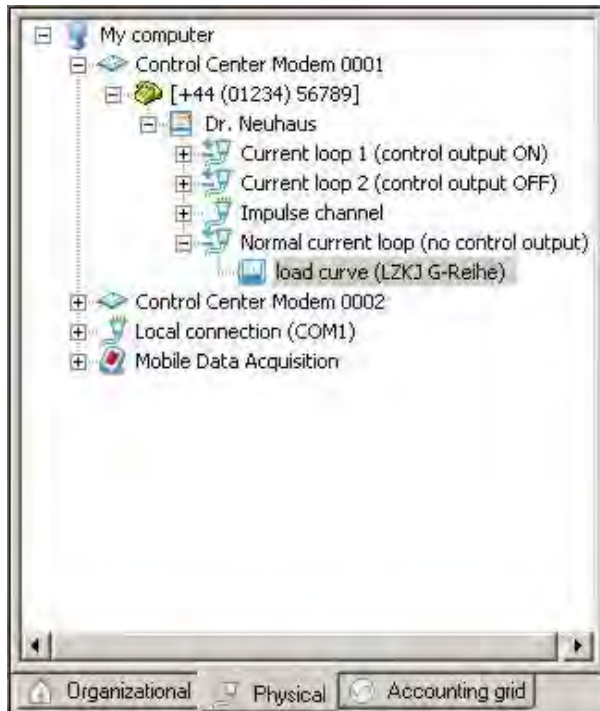 My computer
Control Center Modem 0001
[+44 (01234) 56789]
Dr. Neuhaus
Current loop 1 (control output ON)
Current loop 2 (control output OFF)
Impulse channel
Normal current loop (no control output)
load curve (LZKJ G-Reihe)
Control Center Modem 0002
Local connection (COM1)
Mobile Data Acquisition
Organizational Physical Accounting grid